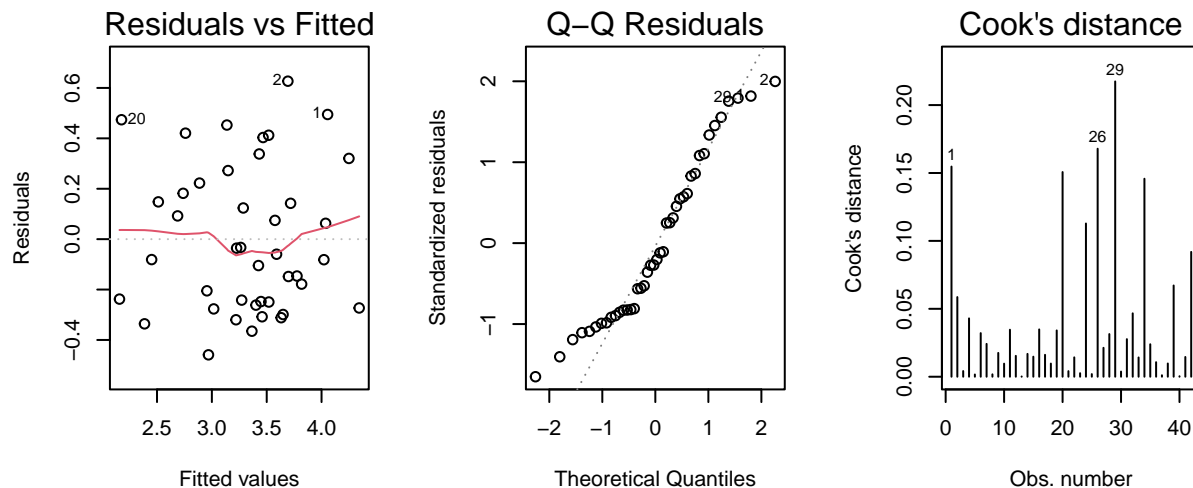 Residuals vs Fitted
Residuals
0.6
0.4
0.2
0.0
−0.4
2
1
20
2.5 3.0 3.5 4.0
Fitted values
Q−Q Residuals
Standardized residuals
2
1
0
−1
29
2
−2 −1 0 1 2
Theoretical Quantiles
Cook's distance
Cook's distance
0.20
0.15
0.10
0.05
0.00
29
26
1
0 10 20 30 40
Obs. number